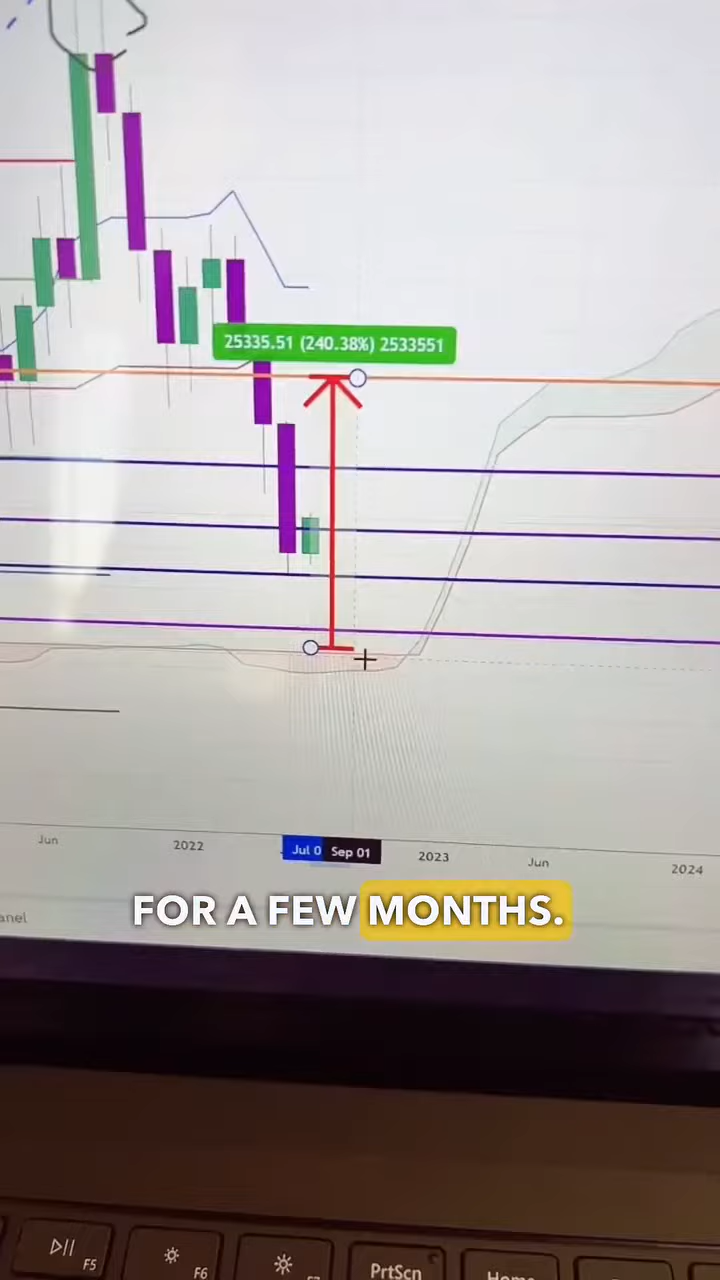 25335.51 (240.38%) 2533551
Jun
2022
Jul 0
Sep 01
2023
Jun
2024
anel
FOR A FEW MONTHS.
F5
F6
PrtScn
Home